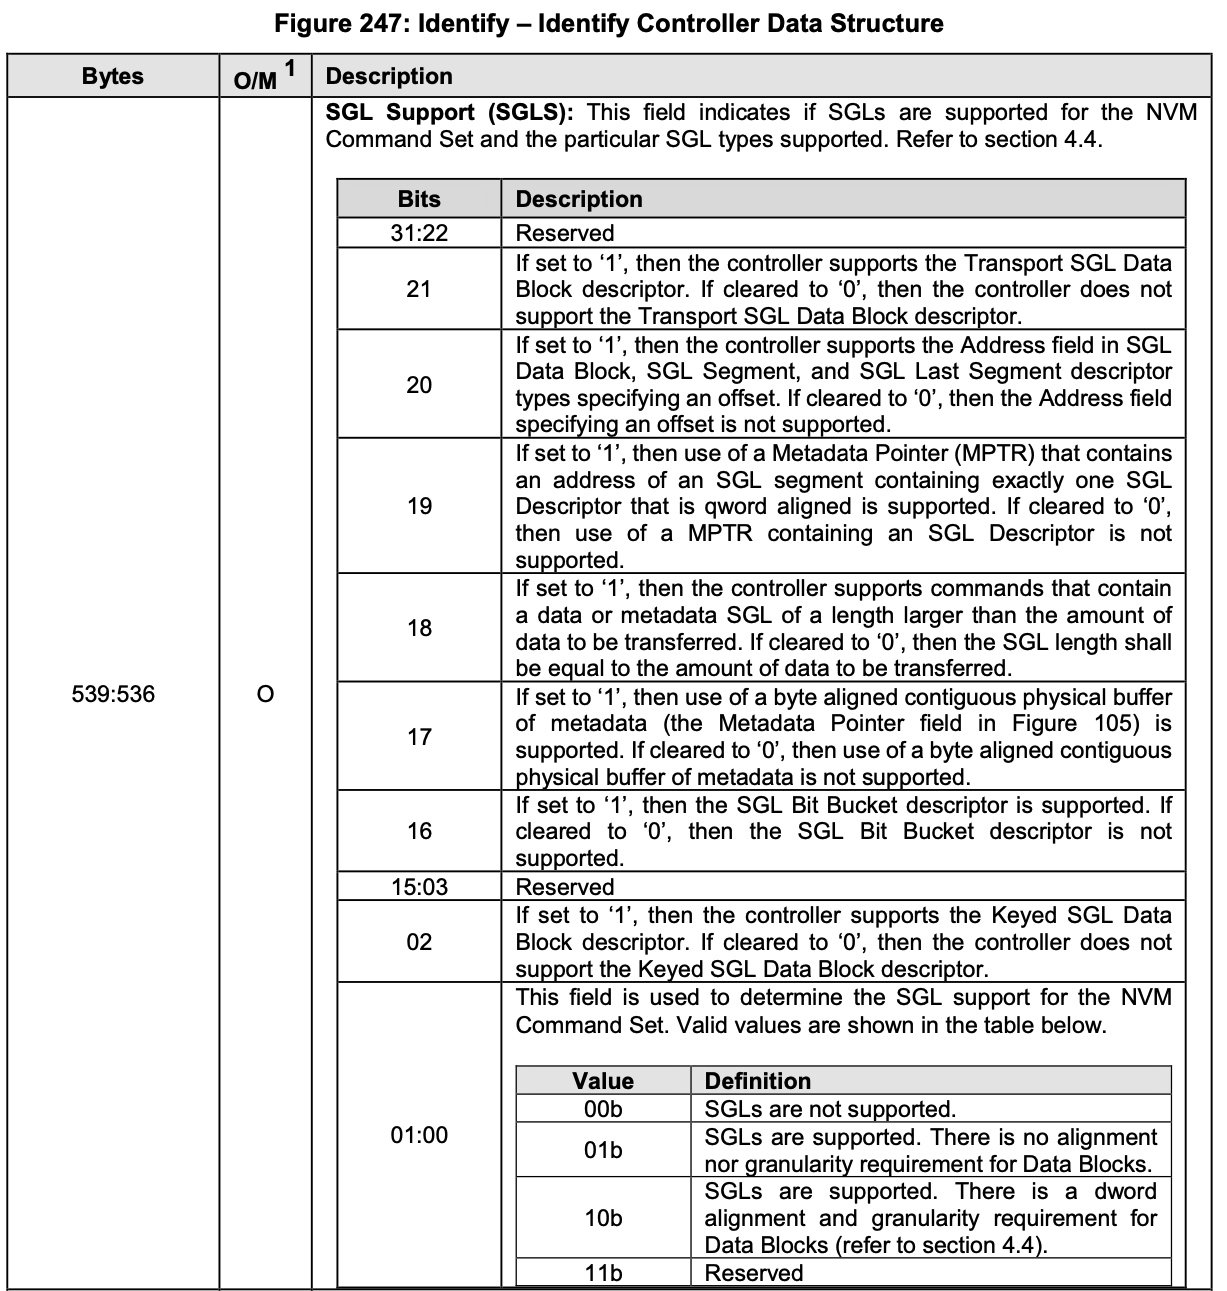 Figure 247: Identify – Identify Controller Data Structure
Bytes O/M 1 Description
539:536 O
SGL Support (SGLS): This field indicates if SGLs are supported for the NVM
Command Set and the particular SGL types supported. Refer to section 4.4.
Bits Description
31:22 Reserved
21
If set to ‘1’, then the controller supports the Transport SGL Data
Block descriptor. If cleared to ‘0’, then the controller does not
support the Transport SGL Data Block descriptor.
20
If set to ‘1’, then the controller supports the Address field in SGL
Data Block, SGL Segment, and SGL Last Segment descriptor
types specifying an offset. If cleared to ‘0’, then the Address field
specifying an offset is not supported.
19
If set to ‘1’, then use of a Metadata Pointer (MPTR) that contains
an address of an SGL segment containing exactly one SGL
Descriptor that is qword aligned is supported. If cleared to ‘0’,
then use of a MPTR containing an SGL Descriptor is not
supported.
18
If set to ‘1’, then the controller supports commands that contain
a data or metadata SGL of a length larger than the amount of
data to be transferred. If cleared to ‘0’, then the SGL length shall
be equal to the amount of data to be transferred.
17
If set to ‘1’, then use of a byte aligned contiguous physical buffer
of metadata (the Metadata Pointer field in Figure 105) is
supported. If cleared to ‘0’, then use of a byte aligned contiguous
physical buffer of metadata is not supported.
16
If set to ‘1’, then the SGL Bit Bucket descriptor is supported. If
cleared to ‘0’, then the SGL Bit Bucket descriptor is not
supported.
15:03 Reserved
02
If set to ‘1’, then the controller supports the Keyed SGL Data
Block descriptor. If cleared to ‘0’, then the controller does not
support the Keyed SGL Data Block descriptor.
01:00
This field is used to determine the SGL support for the NVM
Command Set. Valid values are shown in the table below.
Value Definition
00b SGLs are not supported.
01b
SGLs are supported. There is no alignment
nor granularity requirement for Data Blocks.
10b
SGLs are supported. There is a dword
alignment and granularity requirement for
Data Blocks (refer to section 4.4).
11b Reserved